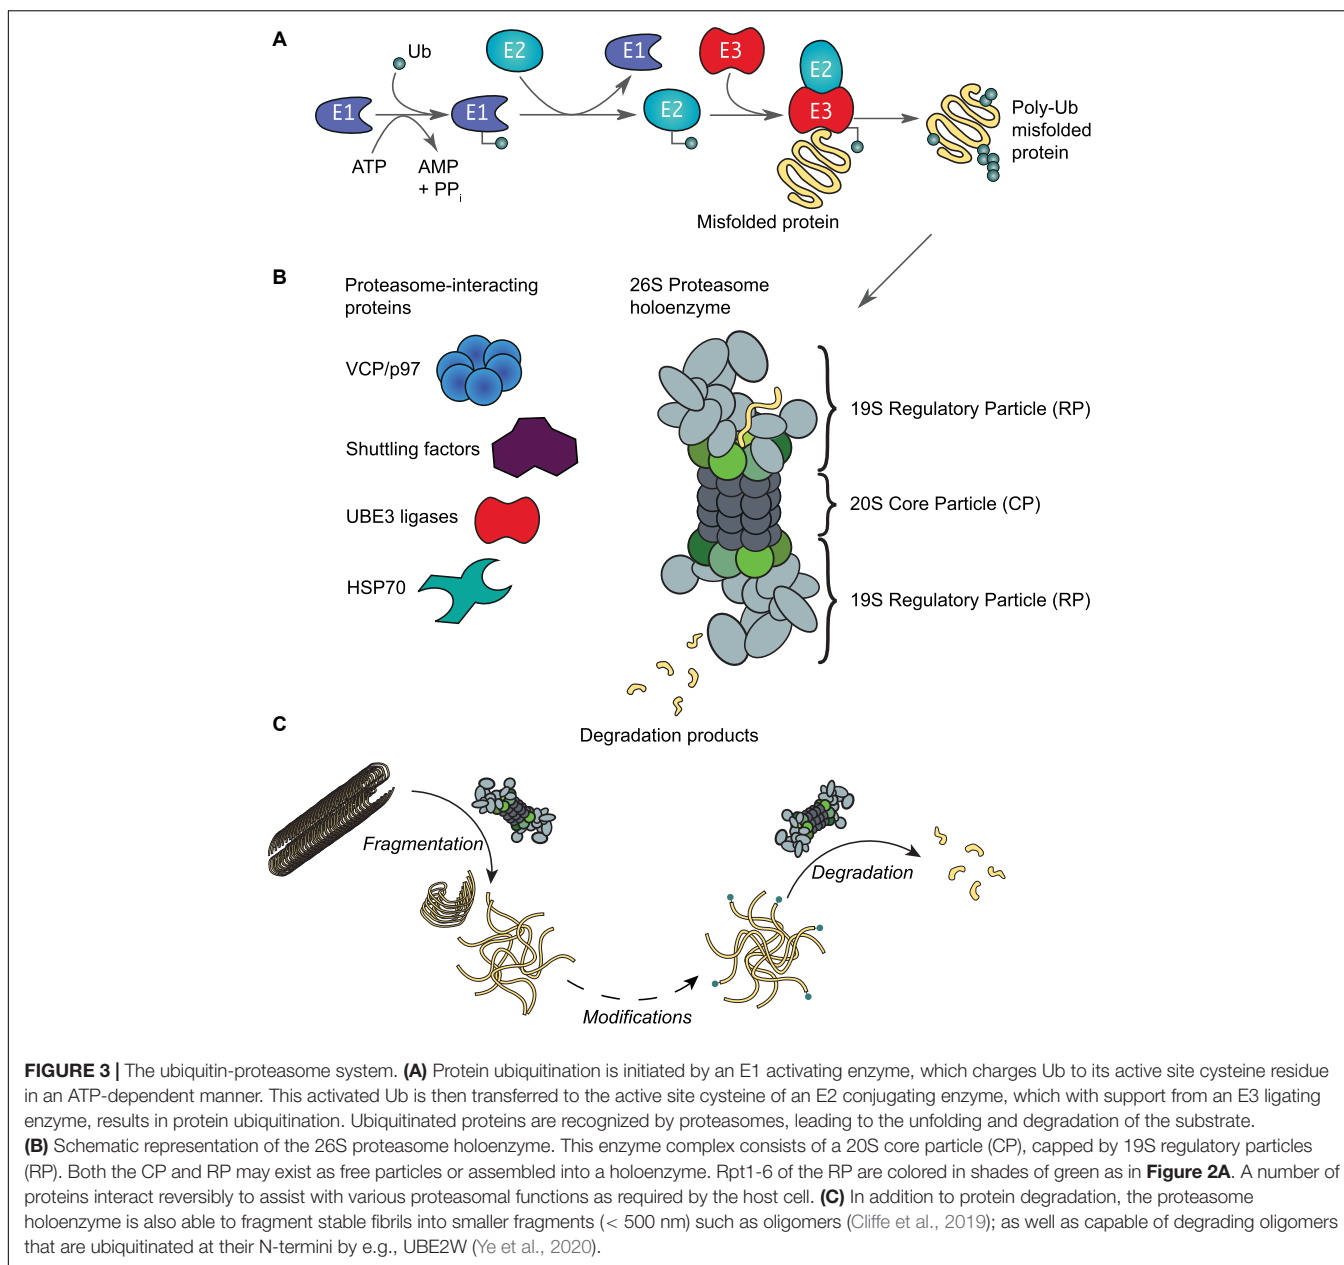 A
Ub
E2
E1
E3
E2
E1
E1
E2
E3
ATP
AMP
+ PPi
Poly-Ub
misfolded
protein
Misfolded protein
B
Proteasome-interacting
proteins
26S Proteasome
holoenzyme
VCP/p97
Shuttling factors
UBE3 ligases
HSP70
19S Regulatory Particle (RP)
20S Core Particle (CP)
19S Regulatory Particle (RP)
Degradation products
C
Fragmentation
Degradation
Modifications
FIGURE 3 | The ubiquitin-proteasome system. (A) Protein ubiquitination is initiated by an E1 activating enzyme, which charges Ub to its active site cysteine residue
in an ATP-dependent manner. This activated Ub is then transferred to the active site cysteine of an E2 conjugating enzyme, which with support from an E3 ligating
enzyme, results in protein ubiquitination. Ubiquitinated proteins are recognized by proteasomes, leading to the unfolding and degradation of the substrate.
(B) Schematic representation of the 26S proteasome holoenzyme. This enzyme complex consists of a 20S core particle (CP), capped by 19S regulatory particles
(RP). Both the CP and RP may exist as free particles or assembled into a holoenzyme. Rpt1-6 of the RP are colored in shades of green as in Figure 2A. A number of
proteins interact reversibly to assist with various proteasomal functions as required by the host cell. (C) In addition to protein degradation, the proteasome
holoenzyme is also able to fragment stable fibrils into smaller fragments (< 500 nm) such as oligomers (Cliffe et al., 2019); as well as capable of degrading oligomers
that are ubiquitinated at their N-termini by e.g., UBE2W (Ye et al., 2020).